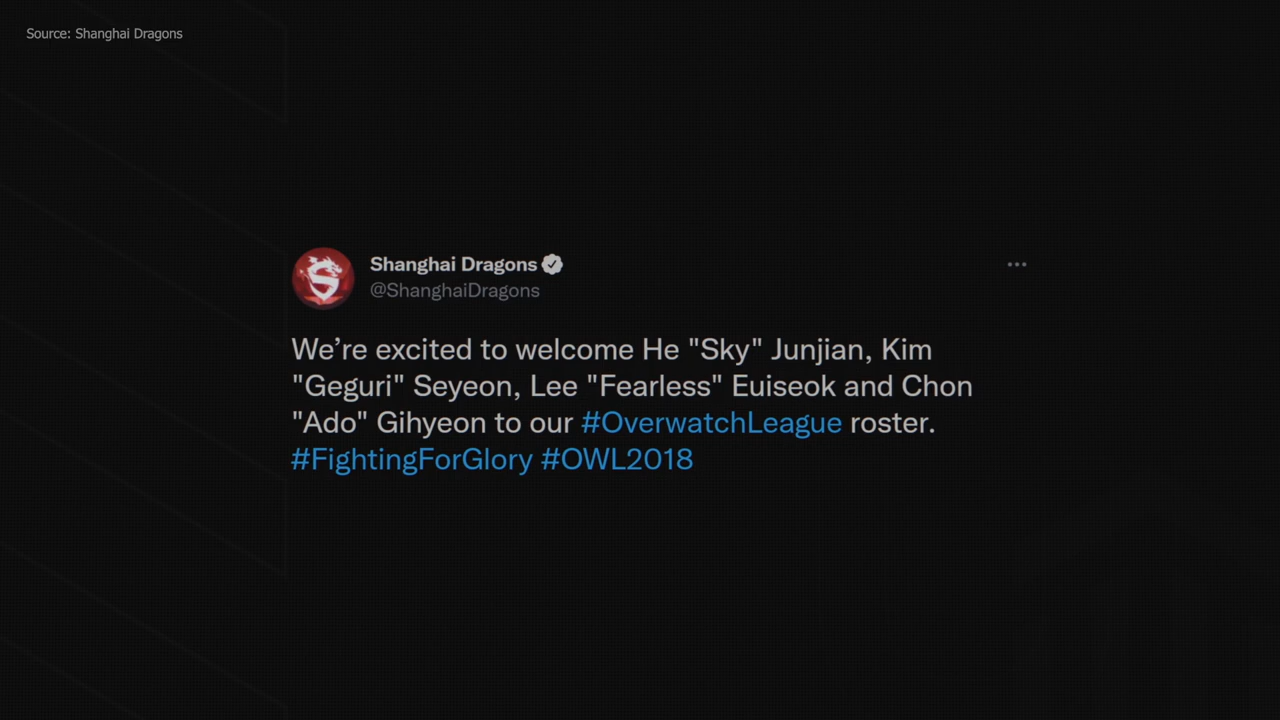 Source: Shanghai Dragons
Shanghai Dragons
@ShanghaiDragons
We’re excited to welcome He "Sky" Junjian, Kim
"Geguri" Seyeon, Lee "Fearless" Euiseok and Chon
"Ado" Gihyeon to our #OverwatchLeague roster.
#FightingForGlory #OWL2018